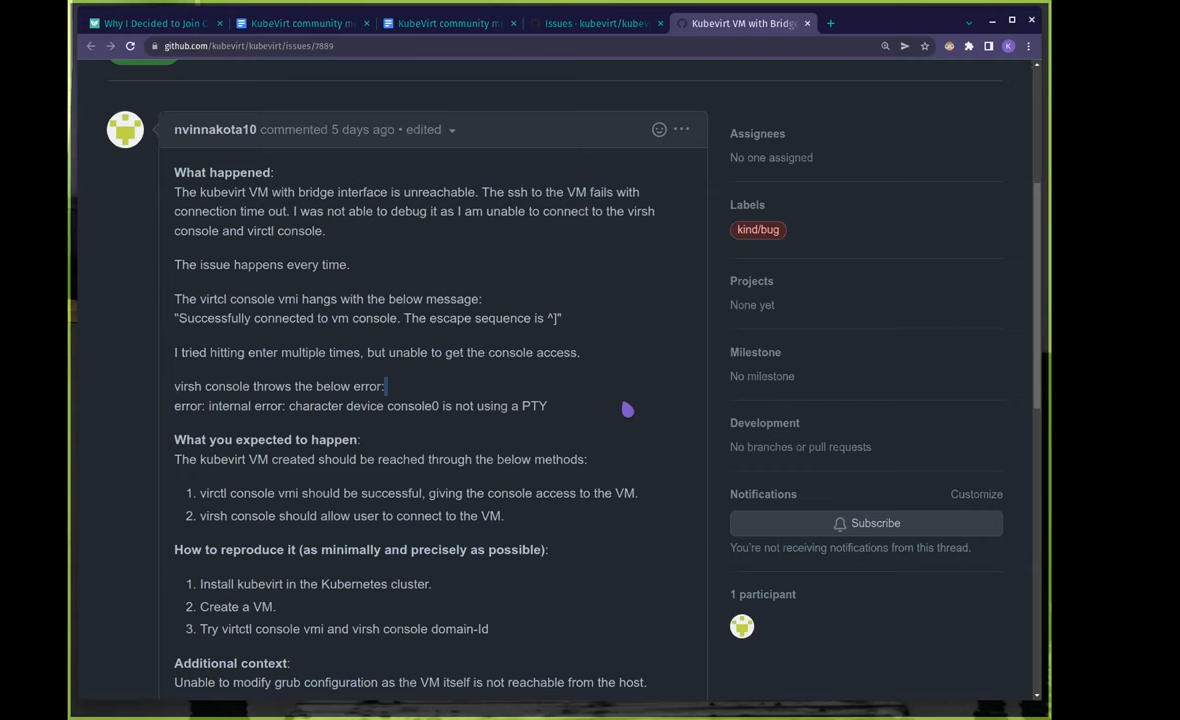 Why I Decided to Join C
KubeVirt community m
KubeVirt community m
Issues · kubevirt/kubev
Kubevirt VM with Bridg
github.com/kubevirt/kubevirt/issues/7889
K
nvinnakota10 commented 5 days ago • edited
What happened:
The kubevirt VM with bridge interface is unreachable. The ssh to the VM fails with
connection time out. I was not able to debug it as I am unable to connect to the virsh
console and virctl console.
The issue happens every time.
The virtcl console vmi hangs with the below message:
"Successfully connected to vm console. The escape sequence is ^]"
I tried hitting enter multiple times, but unable to get the console access.
virsh console throws the below error:
error: internal error: character device console0 is not using a PTY
What you expected to happen:
The kubevirt VM created should be reached through the below methods:
1. virctl console vmi should be successful, giving the console access to the VM.
2. virsh console should allow user to connect to the VM.
How to reproduce it (as minimally and precisely as possible):
1. Install kubevirt in the Kubernetes cluster.
2. Create a VM.
3. Try virtctl console vmi and virsh console domain-Id
Additional context:
Unable to modify grub configuration as the VM itself is not reachable from the host.
Assignees
No one assigned
Labels
kind/bug
Projects
None yet
Milestone
No milestone
Development
No branches or pull requests
Notifications
Customize
Subscribe
You're not receiving notifications from this thread.
1 participant